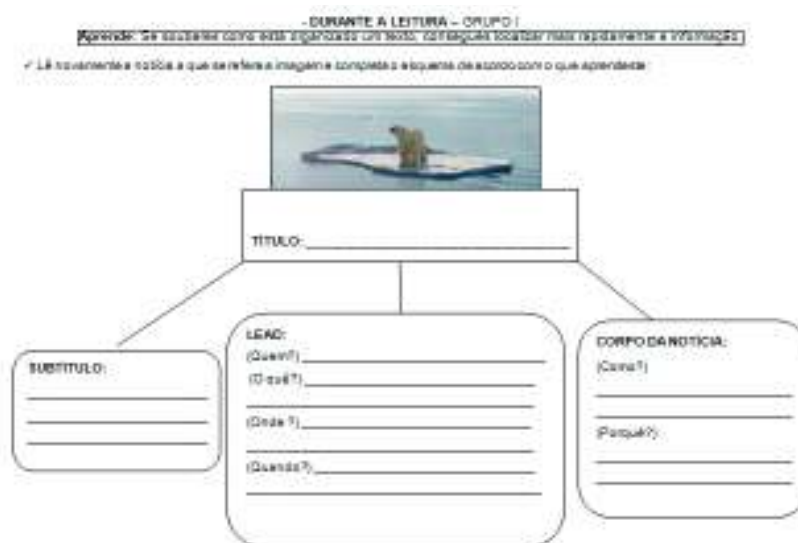 - DURANTE A LEITURA – GRUPO I
Aprende: Se souberes como está organizado um texto, consegues localizar mais rapidamente a informação.
✓ Lê novamente a notícia a que se refere a imagem e completa o esquema de acordo com o que aprendeste:
TÍTULO:
SUBTÍTULO:
LEAD:
(Quem?)
(O quê?)
(Onde ?)
(Quando?)
CORPO DA NOTÍCIA:
(Como?)
(Porquê?)